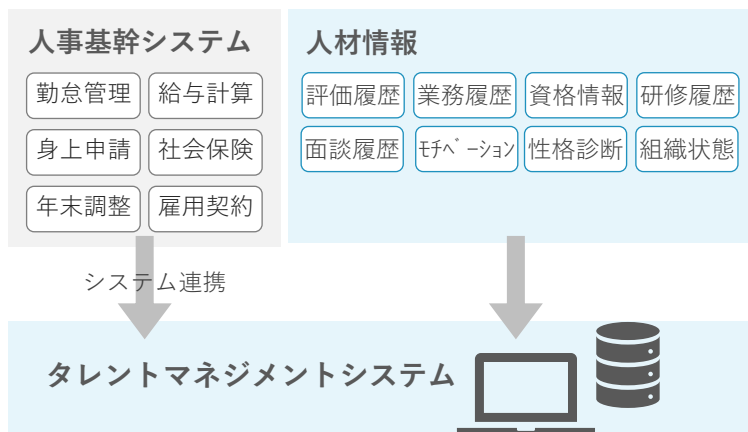 人事基幹システム
勤怠管理 給与計算
身上申請 社会保険
年末調整 雇用契約
人材情報
評価履歴 業務履歴 資格情報 研修履歴
面談履歴 ﾓﾁﾍﾞｰｼｮﾝ 性格診断 組織状態
システム連携
タレントマネジメントシステム